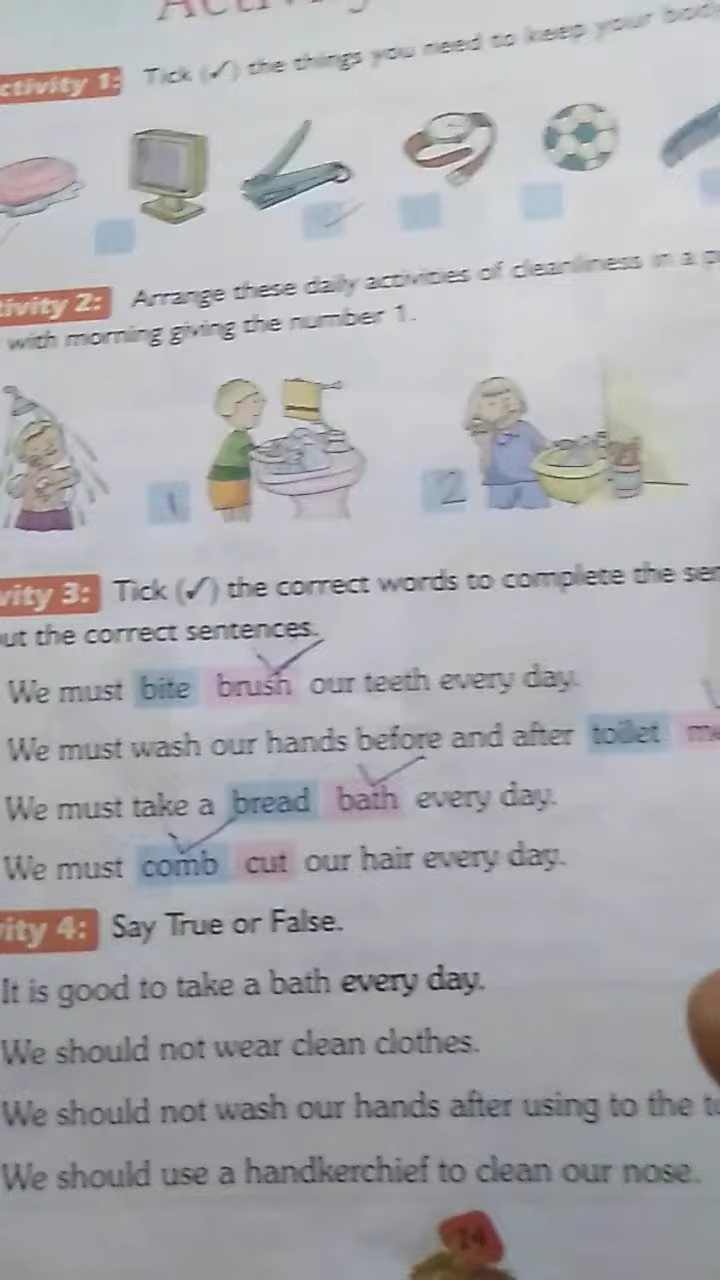 Activity
ctivity 1: Tick (✓) the things you need to keep your body
tivity 2: Arrange these daily activities of cleanliness in a
with morning giving the number 1.
1 2
vity 3: Tick (✓) the correct words to complete the
out the correct sentences.
We must bite brush our teeth every day.
We must wash our hands before and after toilet
We must take a bread bath every day.
We must comb cut our hair every day.
ity 4: Say True or False.
It is good to take a bath every day.
We should not wear clean clothes.
We should not wash our hands after using to the
We should use a handkerchief to clean our nose.
24